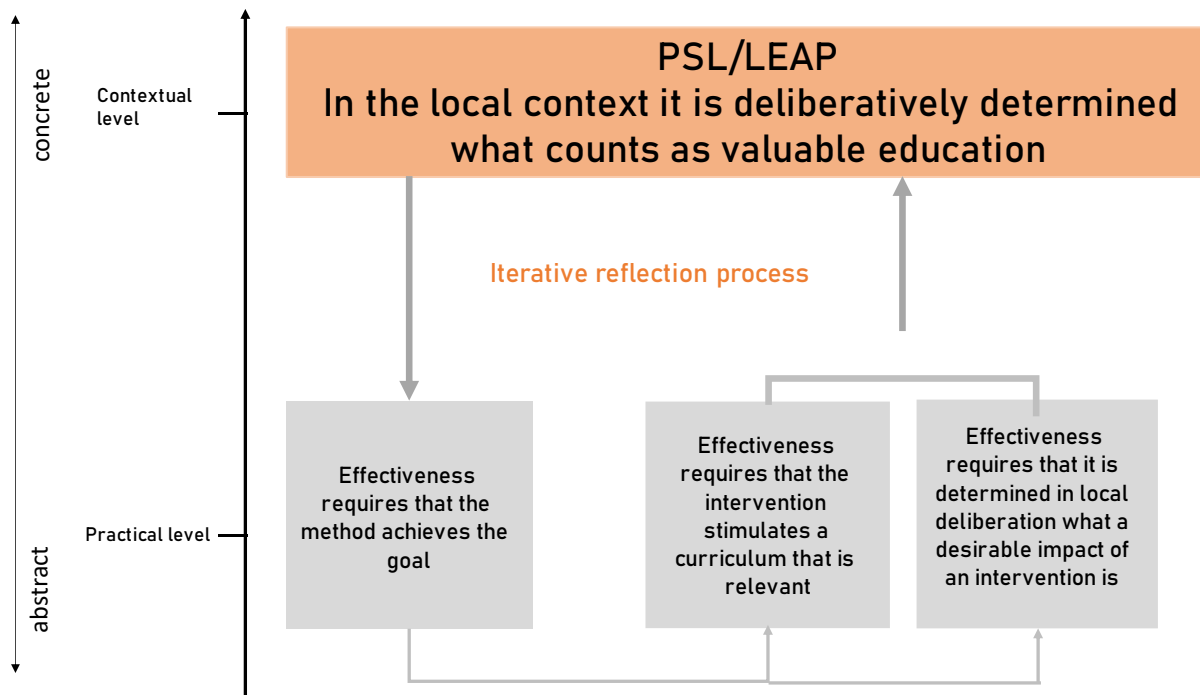 concrete
Contextual
level
PSL/LEAP
In the local context it is deliberatively determined
what counts as valuable education
Iterative reflection process
abstract
Practical level
Effectiveness
requires that the
method achieves the
goal
Effectiveness
requires that the
intervention
stimulates a
curriculum that is
relevant
Effectiveness
requires that it is
determined in local
deliberation what a
desirable impact of
an intervention is